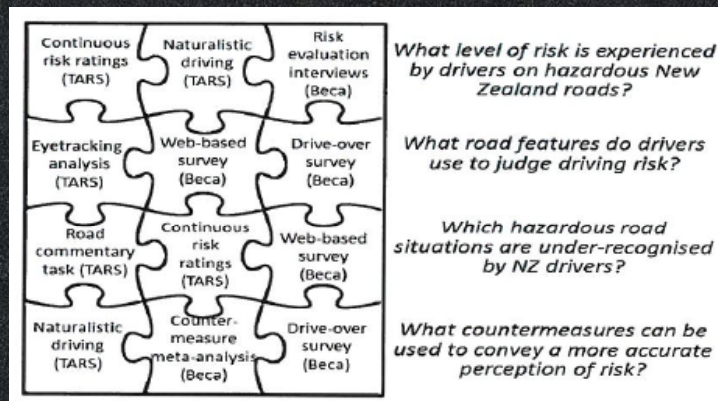 Continuous
risk ratings
(TARS)
Naturalistic
driving
(TARS)
Risk
evaluation
interviews
(Beca)
What level of risk is experienced
by drivers on hazardous New
Zealand roads?
Eyetracking
analysis
(TARS)
Web-based
survey
(Beca)
Drive-over
survey
(Beca)
What road features do drivers
use to judge driving risk?
Road
commentary
task (TARS)
Continuous
risk
ratings
(TARS)
Web-based
survey
(Beca)
Which hazardous road
situations are under-recognised
by NZ drivers?
Naturalistic
driving
(TARS)
Counter-
measure
meta-analysis
(Beca)
Drive-over
survey
(Beca)
What countermeasures can be
used to convey a more accurate
perception of risk?